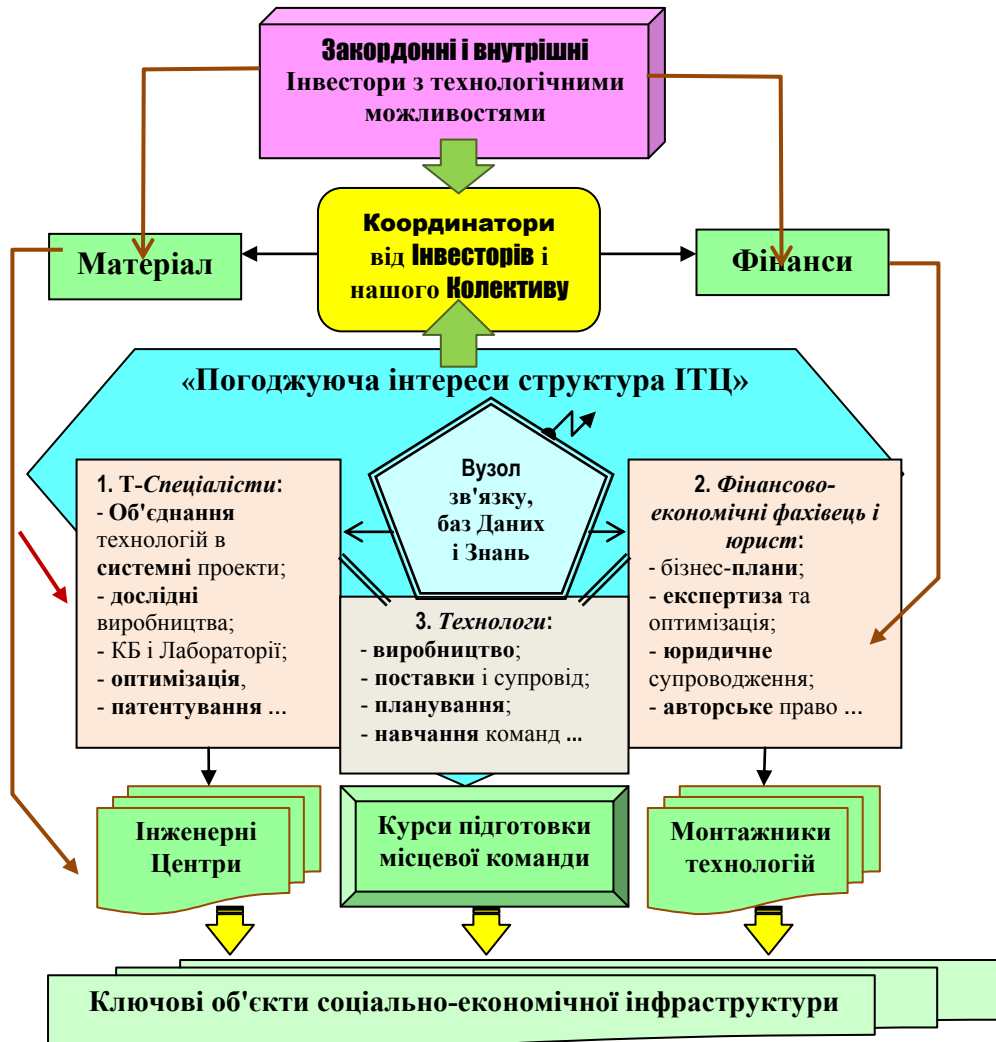 Закордонні і внутрішні
Інвестори з технологічними
можливостями
Координатори
від Інвесторів і
нашого Колективу
Матеріал
Фінанси
«Погоджуюча інтереси структура ІТЦ»
Вузол
зв'язку,
баз Даних
і Знань
1. Т-Спеціалісти:
- Об'єднання
технологій в
системні проекти;
- дослідні
виробництва;
- КБ і Лабораторії;
- оптимізація,
- патентування ...
2. Фінансово-
економічні фахівець і
юрист:
- бізнес-плани;
- експертиза та
оптимізація;
- юридичне
супроводження;
- авторське право ...
3. Технологи:
- виробництво;
- поставки і супровід;
- планування;
- навчання команд ...
Інженерні
Центри
Курси підготовки
місцевої команди
Монтажники
технологій
Ключові об'єкти соціально-економічної інфраструктури